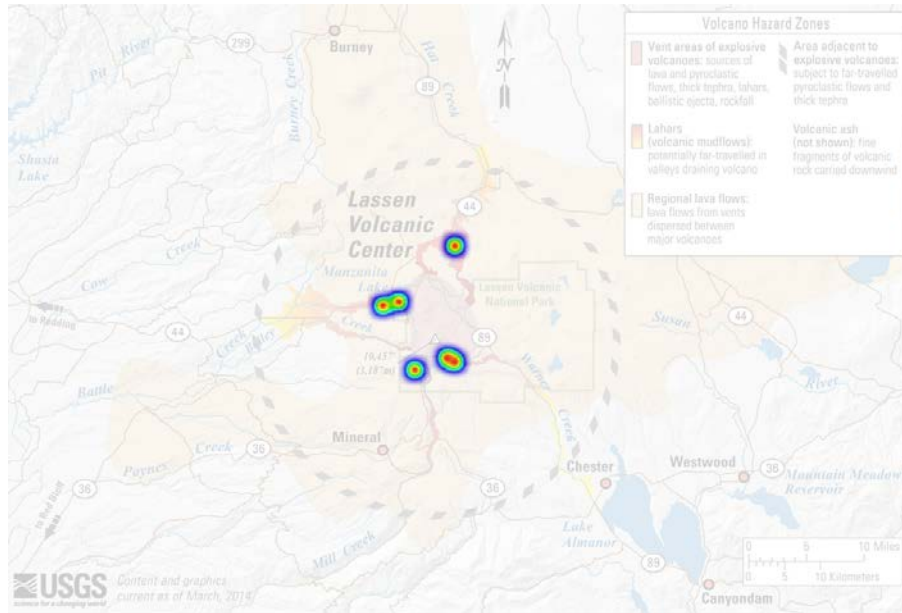 Volcano Hazard Zones
Vent areas of explosive
volcanoes: sources of
lava and pyroclastic
flows, thick tephra, lahars,
ballistic ejecta, rockfall
Area adjacent to
explosive volcanoes:
subject to far-travelled
pyroclastic flows and
thick tephra
Lahars
(volcanic mudflows):
potentially far-travelled in
valleys draining volcano
Volcanic ash
(not shown): fine
fragments of volcanic
rock carried downwind
Regional lava flows:
lava flows from vents
dispersed between
major volcanoes
Pit River
299
Burney
Burney Creek
Hat
Creek
89
N
Shasta
Lake
Lassen
Volcanic
Center
44
Manzanita
Lake
Lassen Volcanic
National Park
Cow
Creek
to Redding
44
Creek
Creek
89
10,457'
(3,187m)
Susan
44
River
Battle
Creek
Warner
Creek
Mineral
36
Paynes
36
to Red Bluff
36
Chester
Westwood
36
Mountain Meadow
Reservoir
Mill Creek
Lake
Almanor
89
0 5 10 Miles
0 5 10 Kilometers
Canyondam
USGS
science for a changing world
Content and graphics
current as of March, 2014